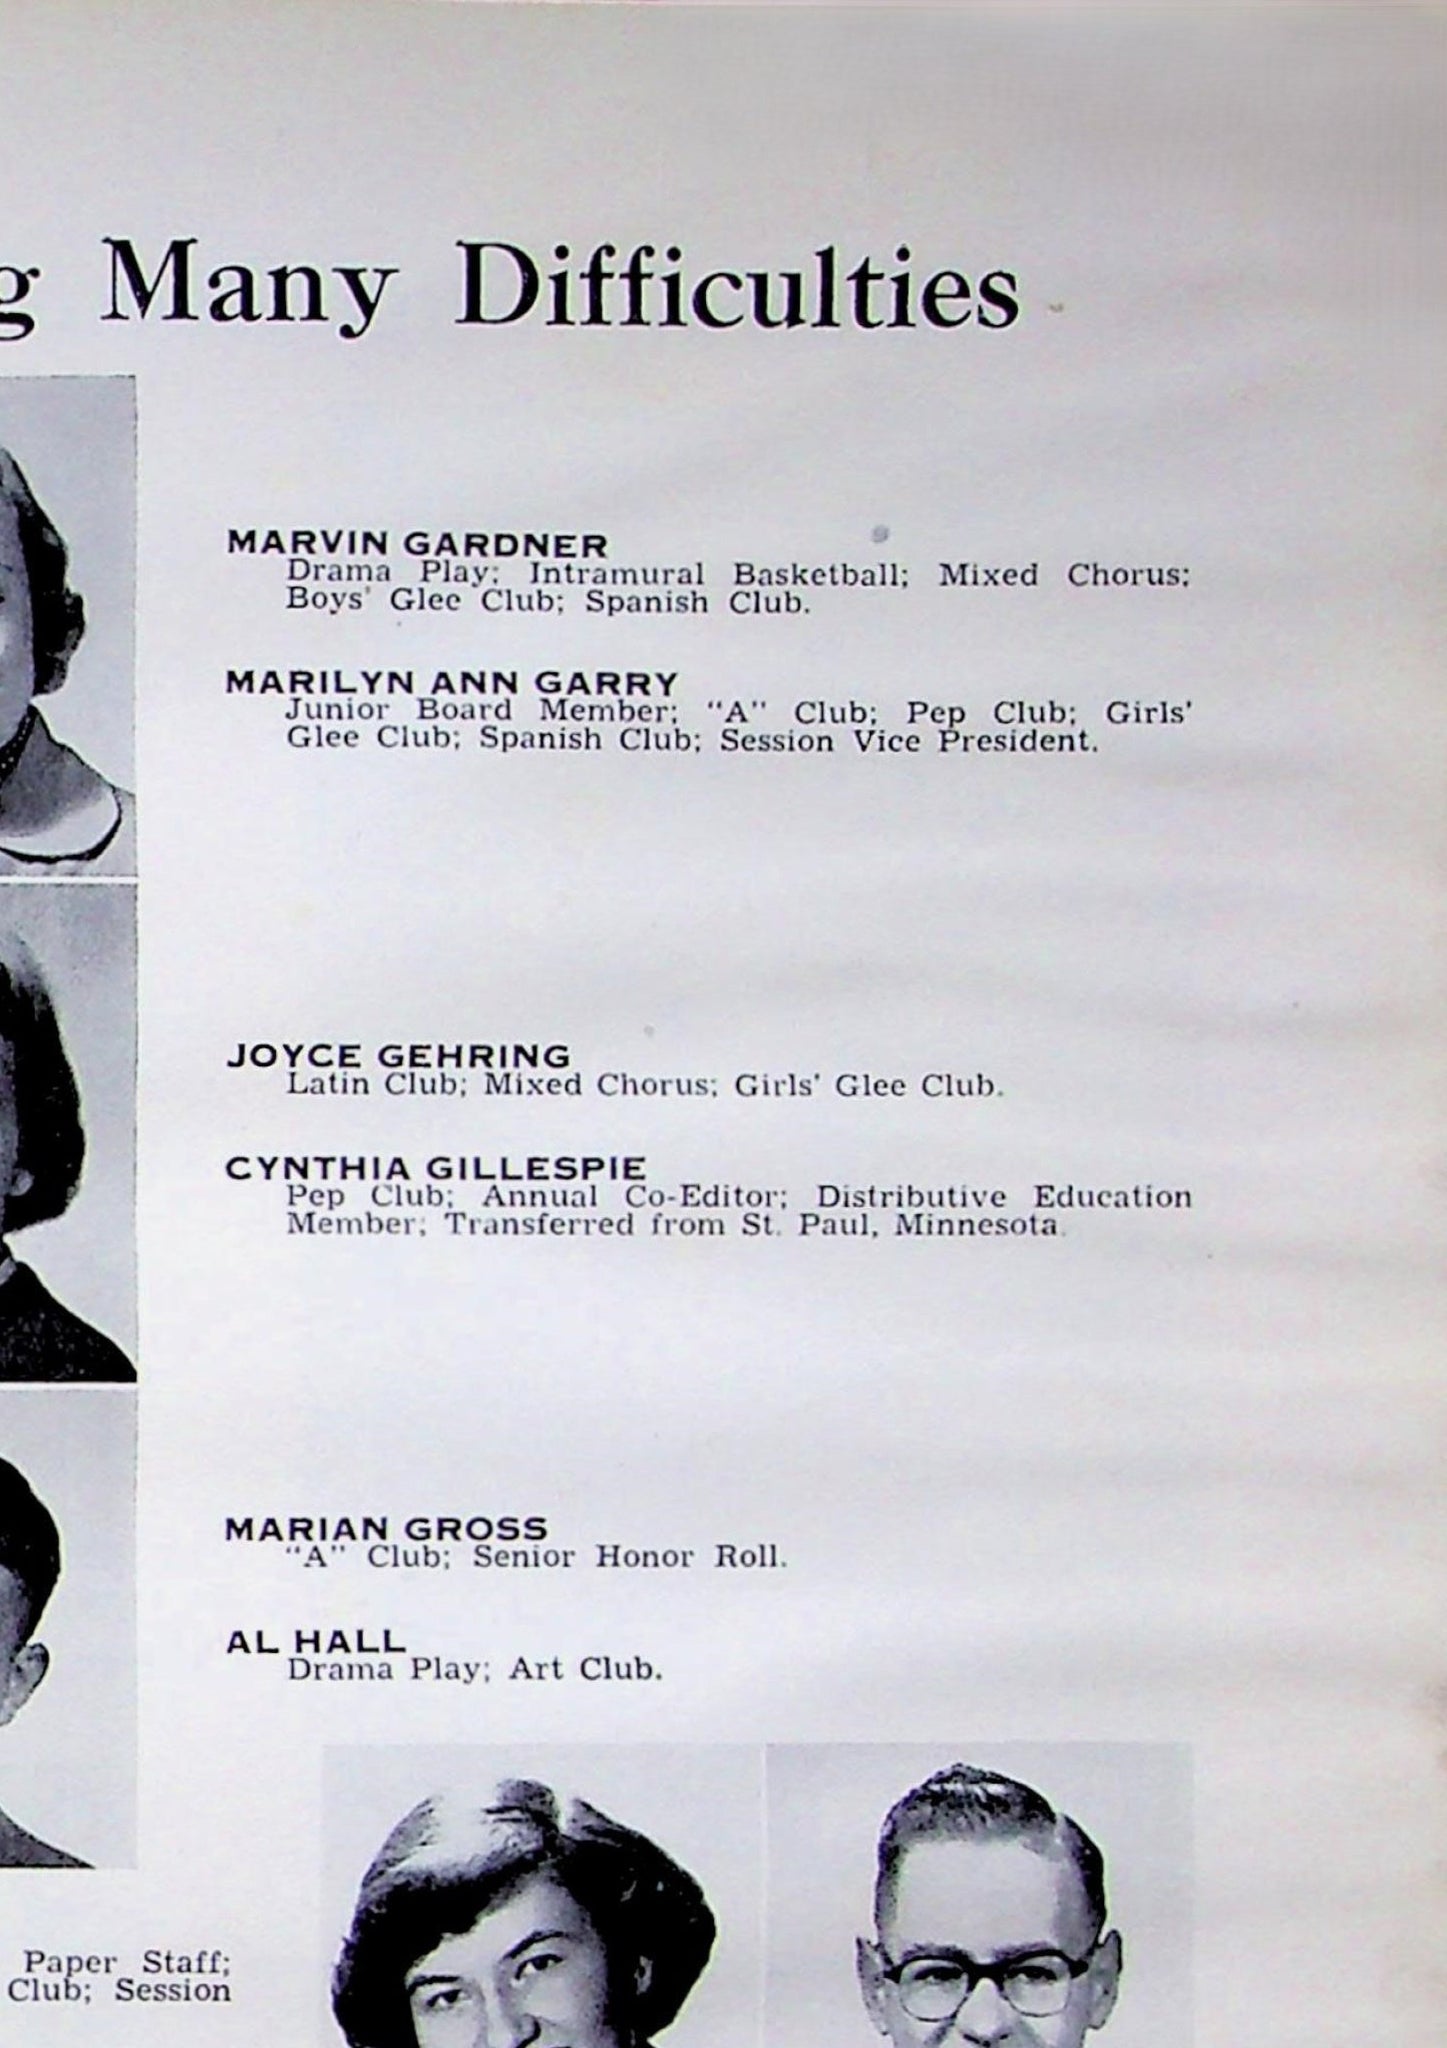 g Many Difficulties
MARVIN GARDNER
Drama Play; Intramural Basketball; Mixed Chorus;
Boys' Glee Club; Spanish Club.
MARILYN ANN GARRY
Junior Board Member; "A" Club; Pep Club; Girls'
Glee Club; Spanish Club; Session Vice President.
JOYCE GEHRING
Latin Club; Mixed Chorus; Girls' Glee Club.
CYNTHIA GILLESPIE
Pep Club; Annual Co-Editor; Distributive Education
Member; Transferred from St. Paul, Minnesota.
MARIAN GROSS
"A" Club; Senior Honor Roll.
AL HALL
Drama Play; Art Club.
Paper Staff;
Club; Session